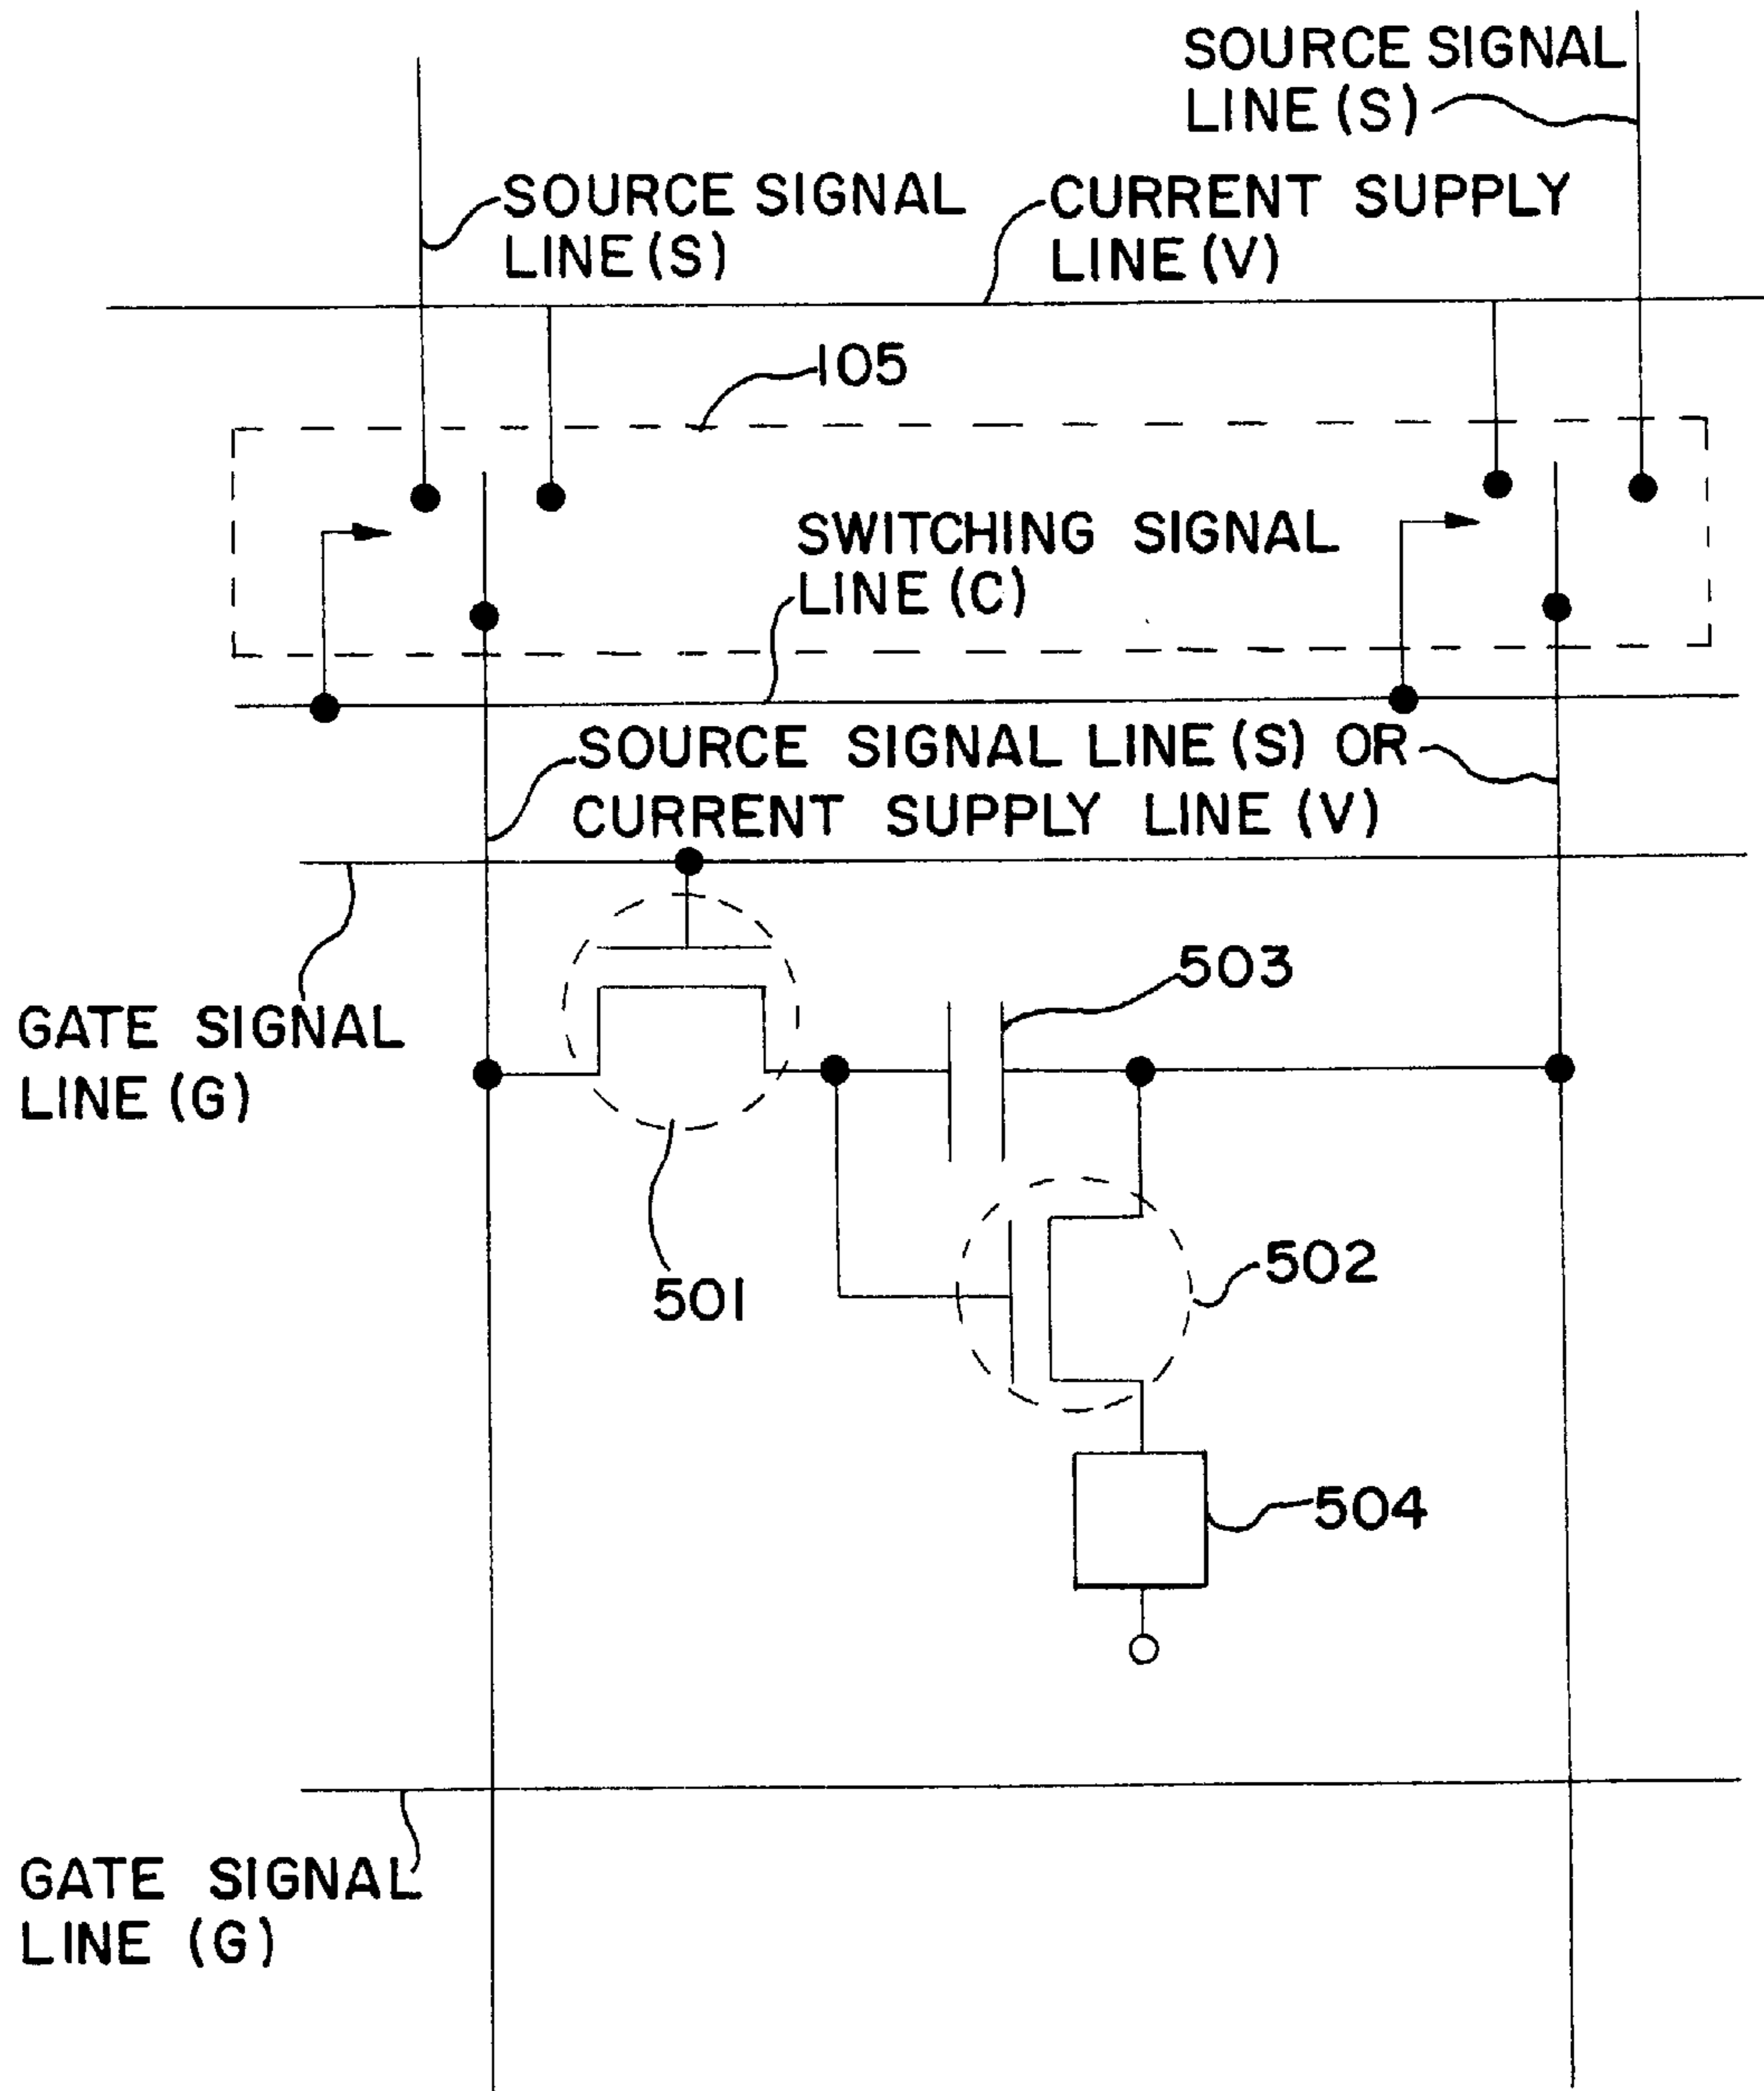 SOURCE SIGNAL
LINE (S)
SOURCE SIGNAL
LINE (S)
CURRENT SUPPLY
LINE (V)
105
SWITCHING SIGNAL
LINE (C)
SOURCE SIGNAL LINE (S) OR
CURRENT SUPPLY LINE (V)
GATE SIGNAL
LINE (G)
503
501
502
504
GATE SIGNAL
LINE (G)